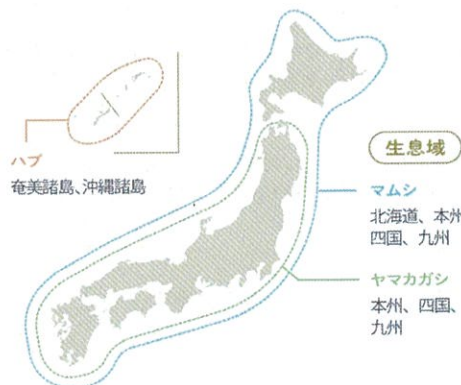 ハブ
奄美諸島、沖縄諸島
生息域
マムシ
北海道、本州
四国、九州
ヤマカガシ
本州、四国、
九州